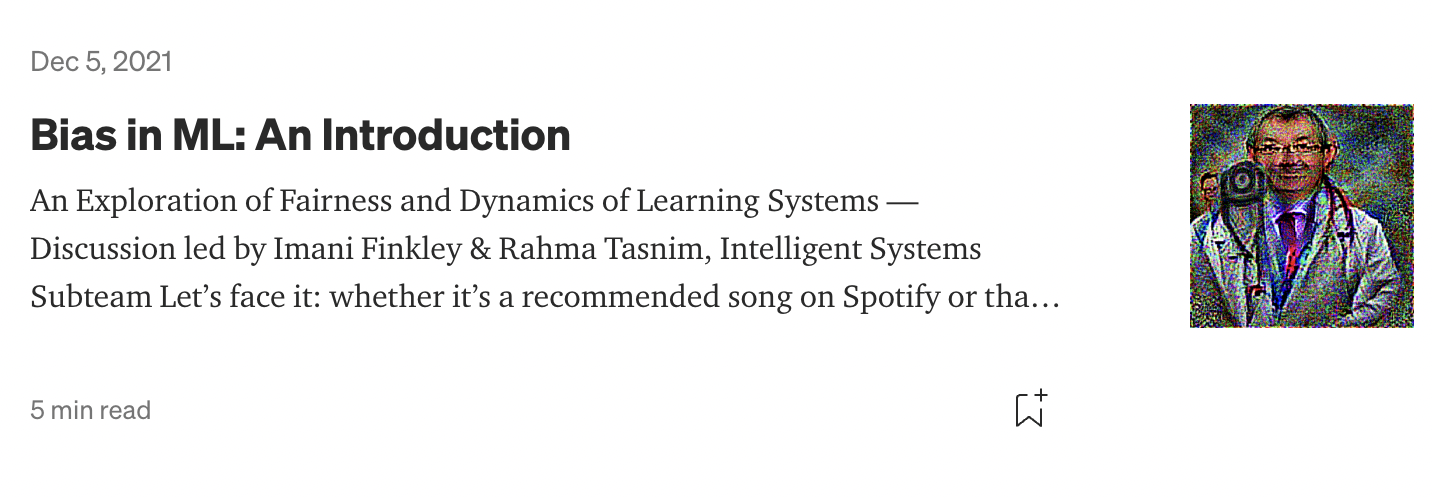 Dec 5, 2021
Bias in ML: An Introduction
An Exploration of Fairness and Dynamics of Learning Systems —
Discussion led by Imani Finkley & Rahma Tasnim, Intelligent Systems
Subteam Let’s face it: whether it’s a recommended song on Spotify or tha…
5 min read